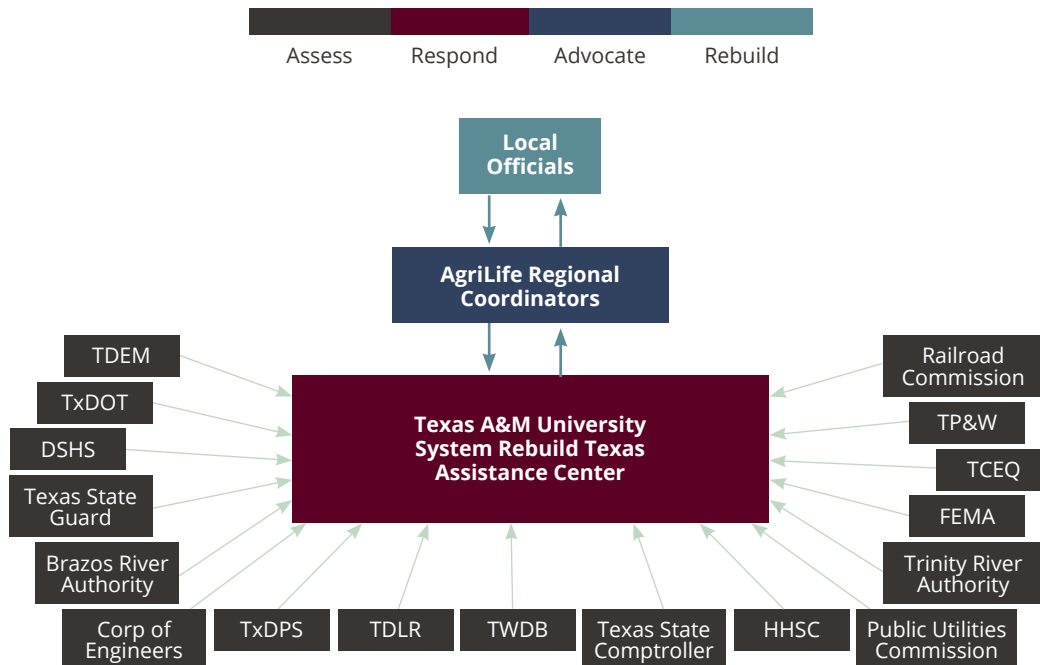 Assess
Respond
Advocate
Rebuild
Local
Officials
AgriLife Regional
Coordinators
Texas A&M University
System Rebuild Texas
Assistance Center
TDEM
TxDOT
DSHS
Texas State
Guard
Brazos River
Authority
Corp of
Engineers
TxDPS
TDLR
TWDB
Texas State
Comptroller
HHSC
Public Utilities
Commission
Trinity River
Authority
FEMA
TCEQ
TP&W
Railroad
Commission